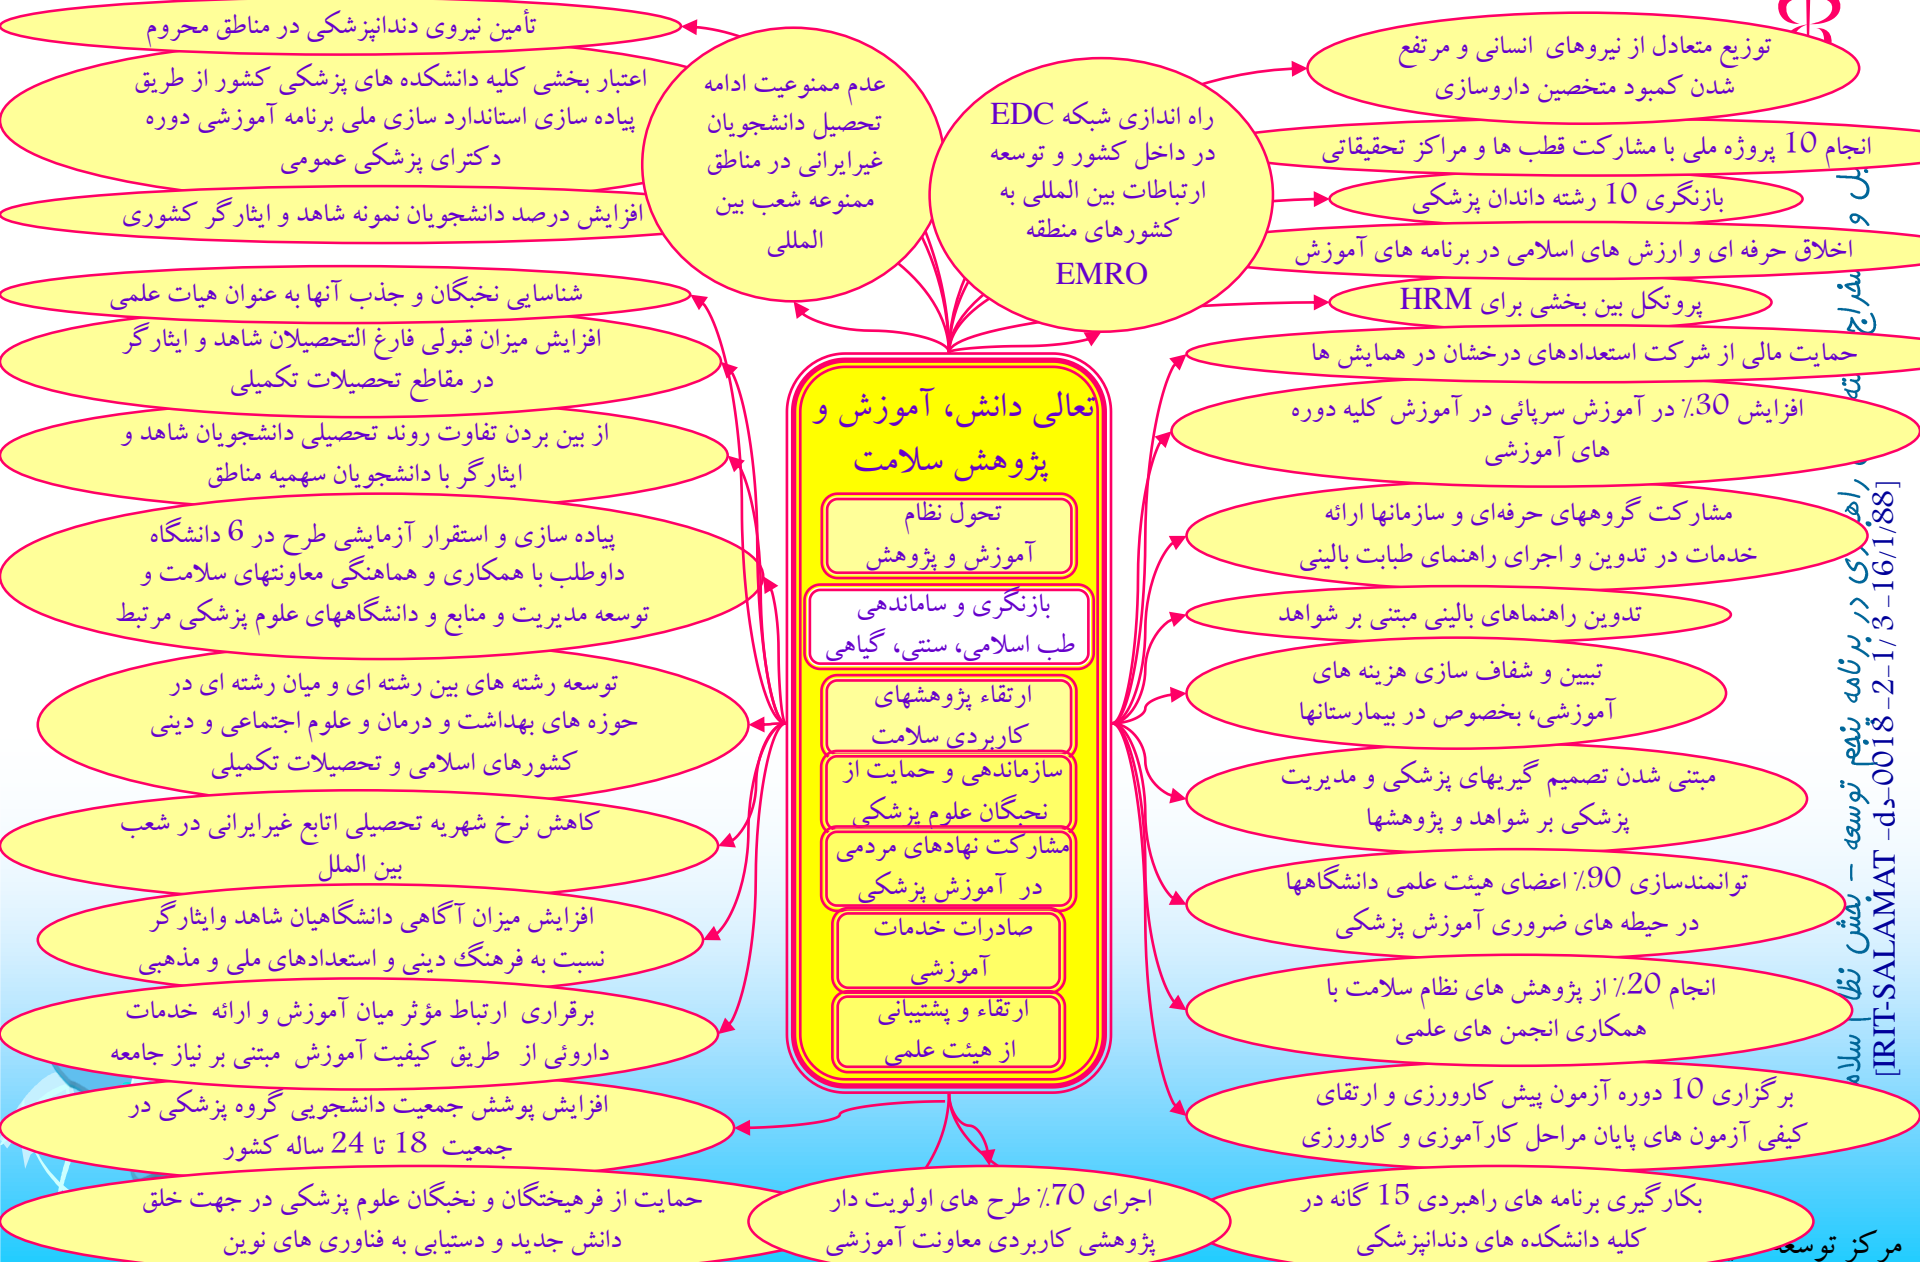 توزیع متعادل از نیروهای انسانی و مرتفع
شدن کمبود متخصین داروسازی
انجام 10 پروژه ملی با مشارکت قطب ها و مراکز تحقیقاتی
بازنگری 10 رشته داندان پزشکی
اخلاق حرفه ای و ارزش های اسلامی در برنامه های آموزش
پروتکل بین بخشی برای HRM
حمایت مالی از شرکت استعدادهای درخشان در همایش ها
افزایش 30٪ در آموزش سرپائی در آموزش کلیه دوره
های آموزشی
مشارکت گروههای حرفه‌ای و سازمانها ارائه
خدمات در تدوین و اجرای راهنمای طبابت بالینی
تدوین راهنماهای بالینی مبتنی بر شواهد
تبیین و شفاف سازی هزینه های
آموزشی، بخصوص در بیمارستانها
مبتنی شدن تصمیم گیریهای پزشکی و مدیریت
پزشکی بر شواهد و پژوهشها
توانمندسازی 90٪ اعضای هیئت علمی دانشگاهها
در حیطه های ضروری آموزش پزشکی
انجام 20٪ از پژوهش های نظام سلامت با
همکاری انجمن های علمی
برگزاری 10 دوره آزمون پیش کارورزی و ارتقای
کیفی آزمون های پایان مراحل کارآموزی و کارورزی
بکارگیری برنامه های راهبردی 15 گانه در
کلیه دانشکده های دندانپزشکی
راه اندازی شبکه EDC
در داخل کشور و توسعه
ارتباطات بین المللی به
کشورهای منطقه
EMRO
عدم ممنوعیت ادامه
تحصیل دانشجویان
غیرایرانی در مناطق
ممنوعه شعب بین
المللی
تعالی دانش، آموزش و
پژوهش سلامت
تحول نظام
آموزش و پژوهش
بازنگری و ساماندهی
طب اسلامی، سنتی، گیاهی
ارتقاء پژوهشهای
کاربردی سلامت
سازماندهی و حمایت از
نخبگان علوم پزشکی
مشارکت نهادهای مردمی
در آموزش پزشکی
صادرات خدمات
آموزشی
ارتقاء و پشتیبانی
از هیئت علمی
اجرای 70٪ طرح های اولویت دار
پژوهشی کاربردی معاونت آموزشی
تأمین نیروی دندانپزشکی در مناطق محروم
اعتبار بخشی کلیه دانشکده های پزشکی کشور از طریق
پیاده سازی استاندارد سازی ملی برنامه آموزشی دوره
دکترای پزشکی عمومی
افزایش درصد دانشجویان نمونه شاهد و ایثارگر کشوری
شناسایی نخبگان و جذب آنها به عنوان هیات علمی
افزایش میزان قبولی فارغ التحصیلان شاهد و ایثارگر
در مقاطع تحصیلات تکمیلی
از بین بردن تفاوت روند تحصیلی دانشجویان شاهد و
ایثارگر با دانشجویان سهمیه مناطق
پیاده سازی و استقرار آزمایشی طرح در 6 دانشگاه
داوطلب با همکاری و هماهنگی معاونتهای سلامت و
توسعه مدیریت و منابع و دانشگاههای علوم پزشکی مرتبط
توسعه رشته های بین رشته ای و میان رشته ای در
حوزه های بهداشت و درمان و علوم اجتماعی و دینی
کشورهای اسلامی و تحصیلات تکمیلی
کاهش نرخ شهریه تحصیلی اتابع غیرایرانی در شعب
بین الملل
افزایش میزان آگاهی دانشگاهیان شاهد وایثارگر
نسبت به فرهنگ دینی و استعدادهای ملی و مذهبی
برقراری ارتباط مؤثر میان آموزش و ارائه خدمات
داروئی از طریق کیفیت آموزش مبتنی بر نیاز جامعه
افزایش پوشش جمعیت دانشجویی گروه پزشکی در
جمعیت 18 تا 24 ساله کشور
حمایت از فرهیختگان و نخبگان علوم پزشکی در جهت خلق
دانش جدید و دستیابی به فناوری های نوین
در برنامه پنجم توسعه – بخش
[IRIT-SALAMAT -دd–0018-2-1/ 3 -16/1/88]
مرکز توسعه